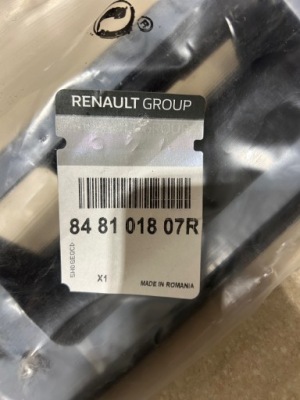 RENAULT GROUP
84 81 018 07R
X1
MADE IN ROMANIA